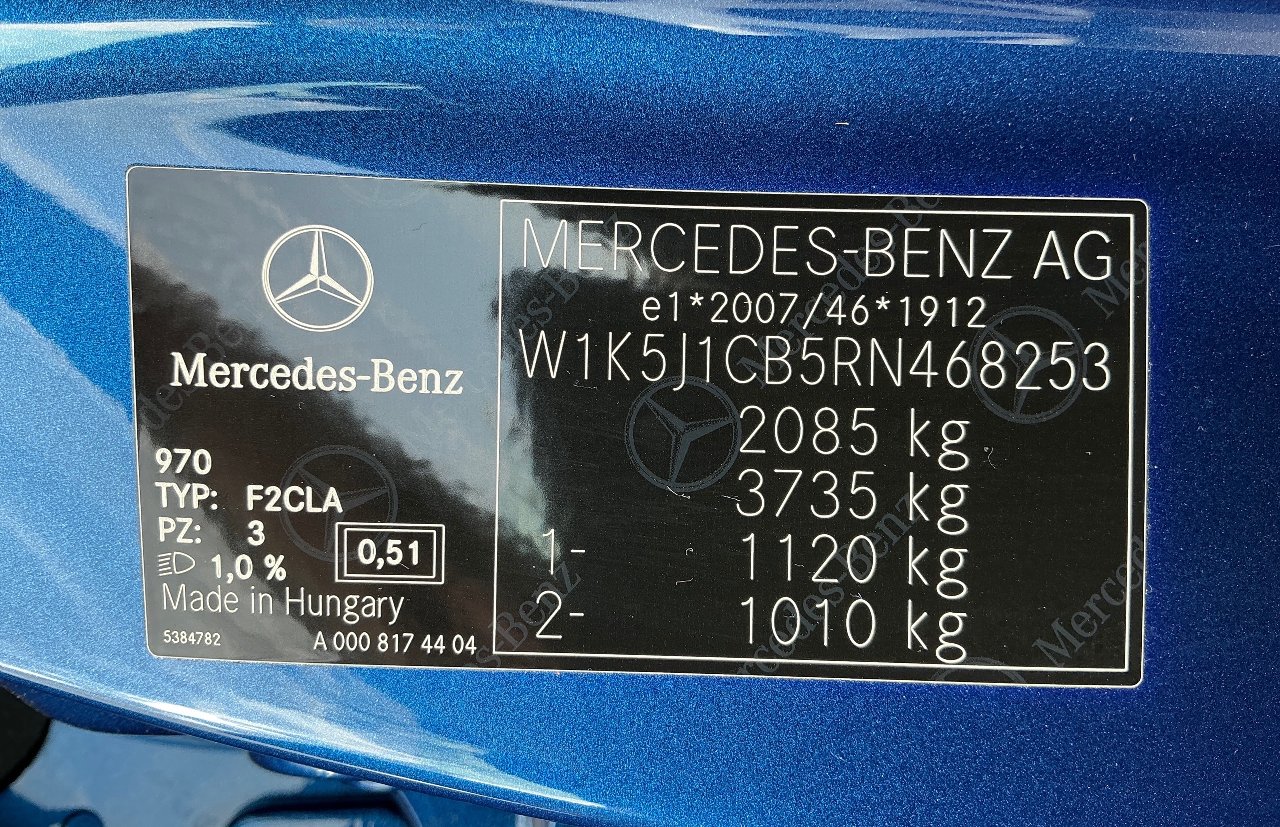 Mercedes-Benz
970
TYP: F2CLA
PZ: 3
1,0 %
0,51
Made in Hungary
5384782
A 000 817 44 04
MERCEDES-BENZ AG
e1*2007/46*1912
W1K5J1CB5RN468253
2085 kg
3735 kg
1- 1120 kg
2- 1010 kg